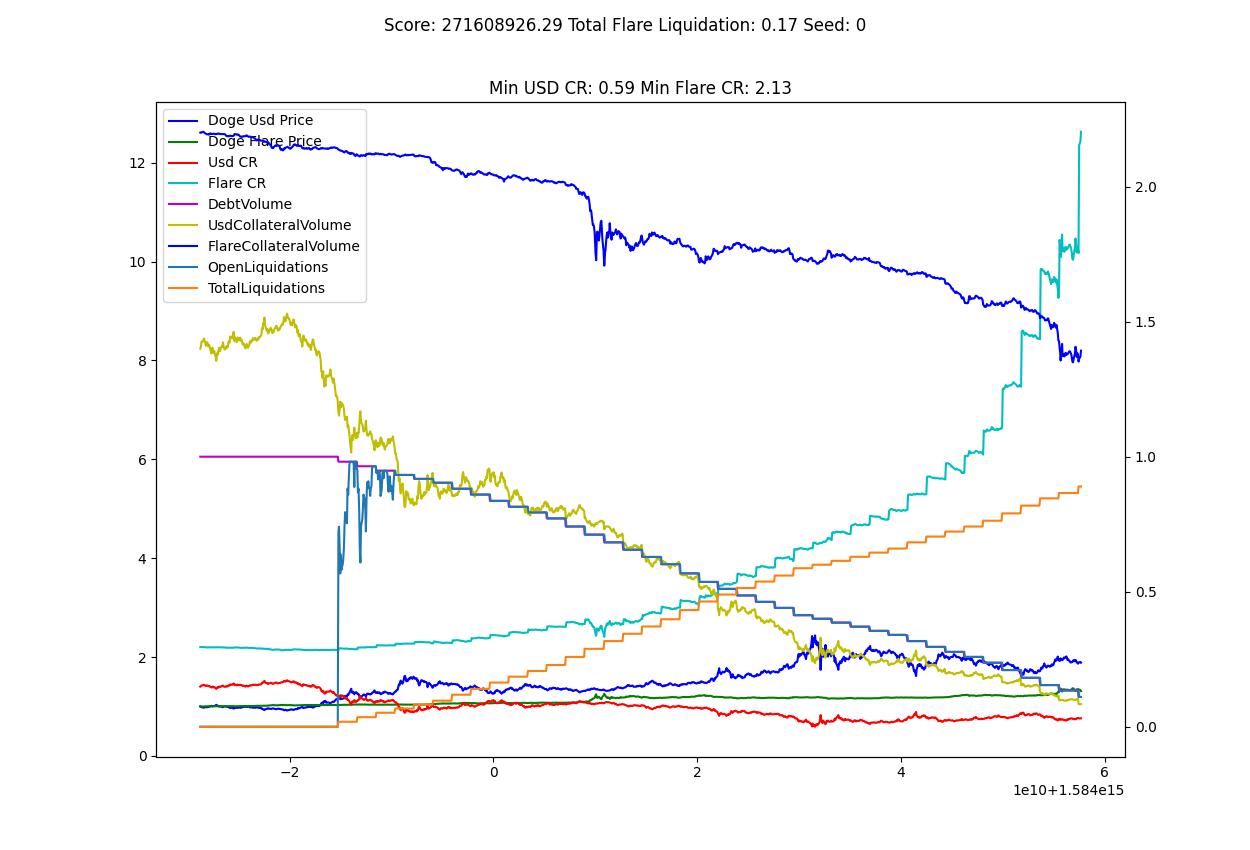 Score: 271608926.29 Total Flare Liquidation: 0.17 Seed: 0
Min USD CR: 0.59 Min Flare CR: 2.13
Doge Usd Price
Doge Flare Price
Usd CR
Flare CR
DebtVolume
UsdCollateralVolume
FlareCollateralVolume
OpenLiquidations
TotalLiquidations
12
10
8
6
4
2
0
2.0
1.5
1.0
0.5
0.0
−2
0
2
4
6
1e10+1.584e15